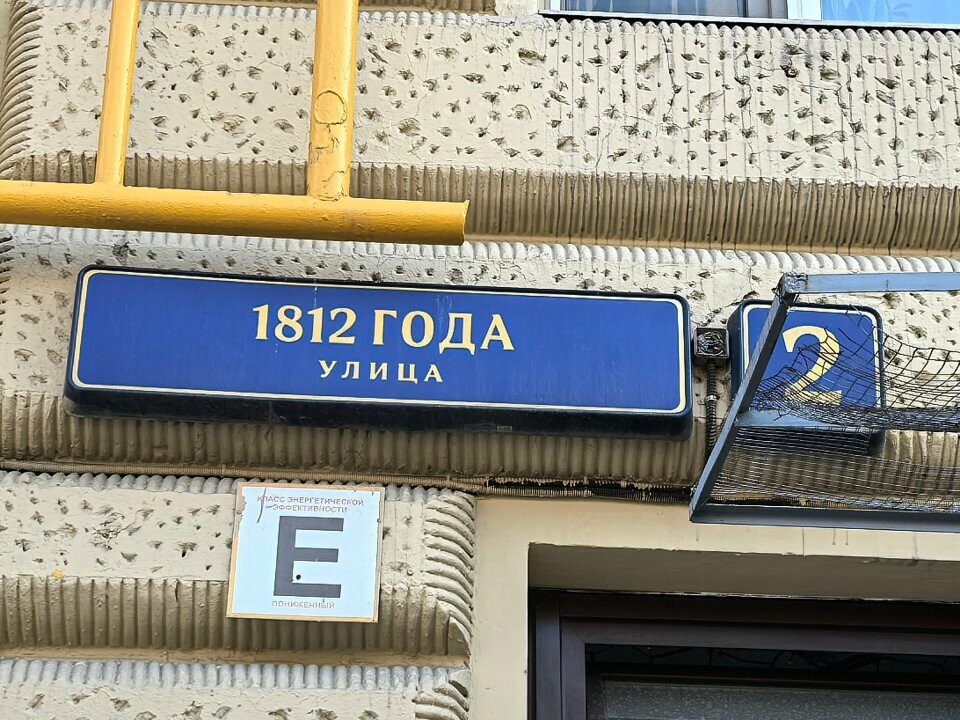 1812 ГОДА
УЛИЦА
2
КЛАСС ЭНЕРГЕТИЧЕСКОЙ
ЭФФЕКТИВНОСТИ
E
ПОНИЖЕННЫЙ